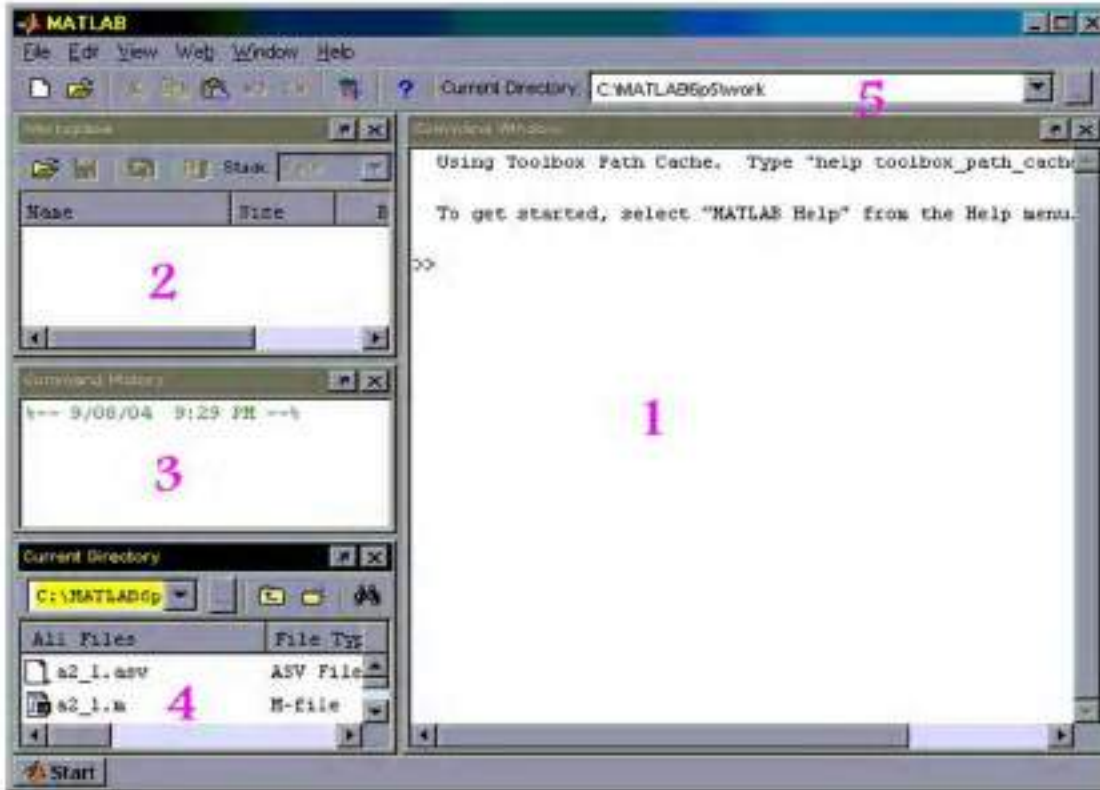 MATLAB
File Edit View Web Window Help
? Current Directory: C:\MATLAB6p5\work
5
Workspace
Stack:
Name Size B
2
Command History
%-- 9/08/04 9:29 PM --%
3
Current Directory
C:\MATLAB6p
All Files File Typ
a2_1.asv ASV File
a2_1.m M-file
4
Command Window
Using Toolbox Path Cache. Type "help toolbox_path_cache
To get started, select "MATLAB Help" from the Help menu.
>>
1
Start